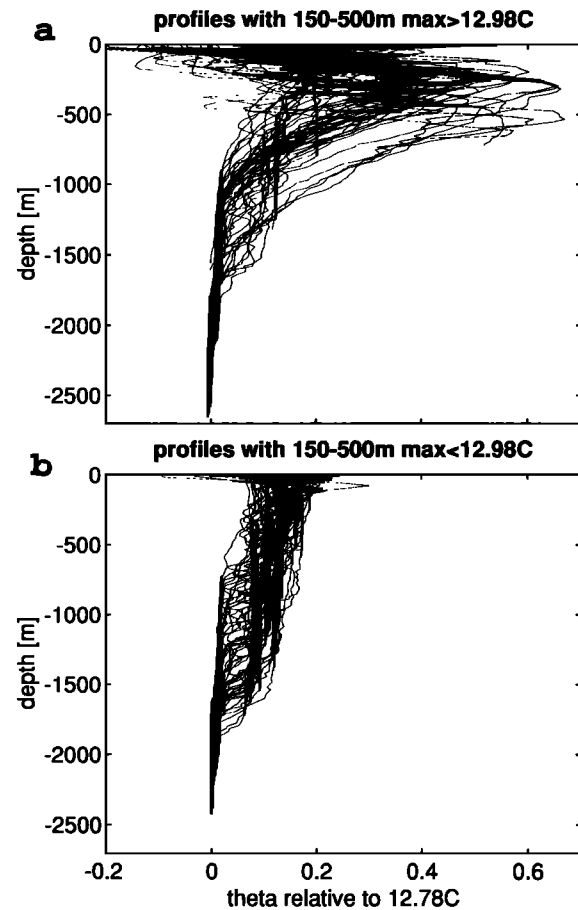 a
profiles with 150-500m max>12.98C
0
-500
-1000
-1500
-2000
-2500
depth [m]
b
profiles with 150-500m max<12.98C
0
-500
-1000
-1500
-2000
-2500
depth [m]
-0.2 0 0.2 0.4 0.6
theta relative to 12.78C